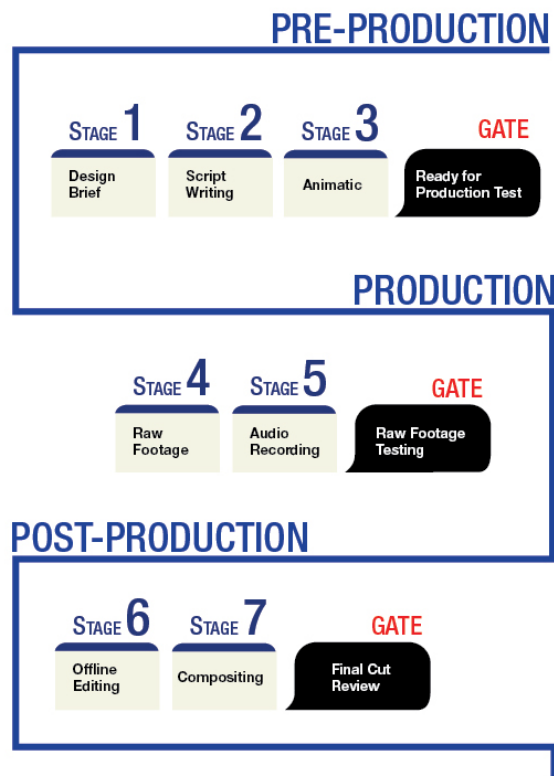 PRE-PRODUCTION
STAGE 1
STAGE 2
STAGE 3
GATE
Design
Brief
Script
Writing
Animatic
Ready for
Production Test
PRODUCTION
STAGE 4
STAGE 5
GATE
Raw
Footage
Audio
Recording
Raw Footage
Testing
POST-PRODUCTION
STAGE 6
STAGE 7
GATE
Offline
Editing
Compositing
Final Cut
Review